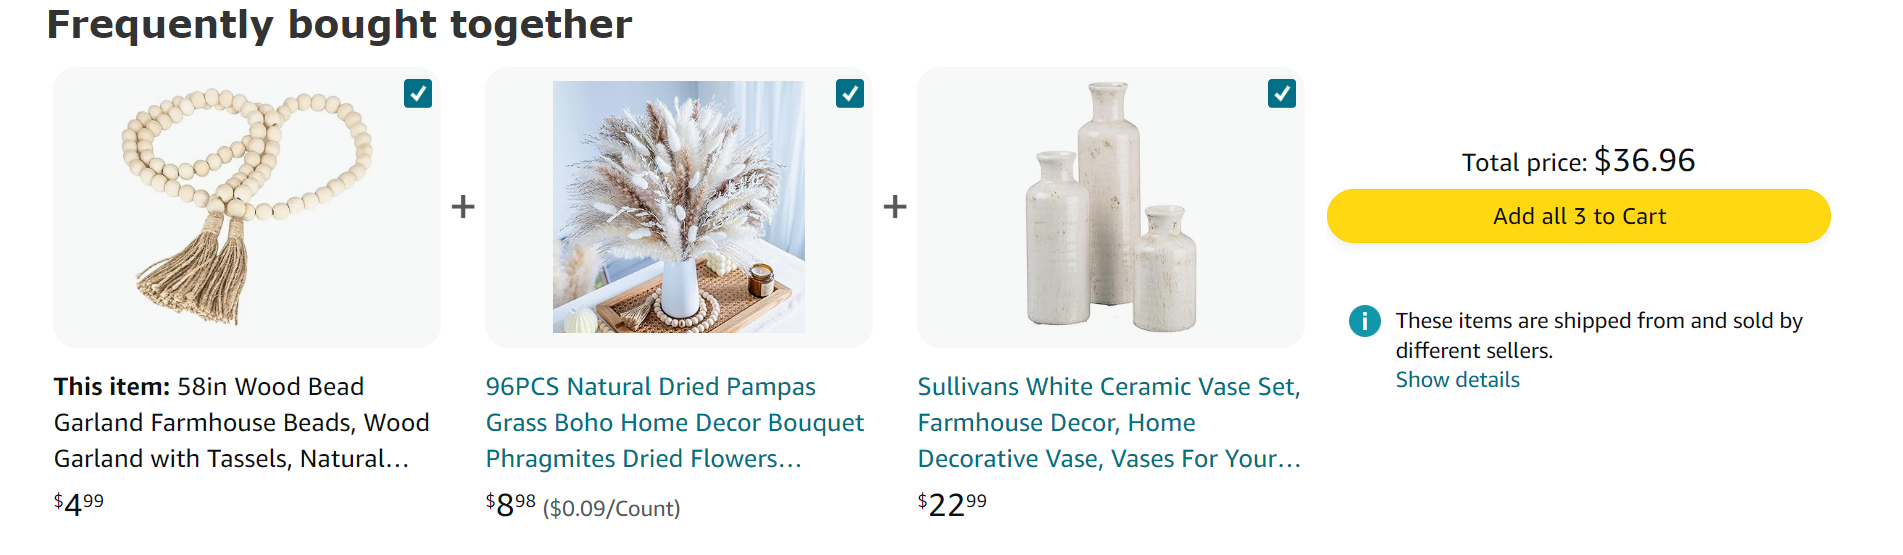 Frequently bought together
This item: 58in Wood Bead
Garland Farmhouse Beads, Wood
Garland with Tassels, Natural...
$4.99
+
96PCS Natural Dried Pampas
Grass Boho Home Decor Bouquet
Phragmites Dried Flowers...
$8.98 ($0.09/Count)
+
Sullivans White Ceramic Vase Set,
Farmhouse Decor, Home
Decorative Vase, Vases For Your...
$22.99
Total price: $36.96
Add all 3 to Cart
i These items are shipped from and sold by
different sellers.
Show details